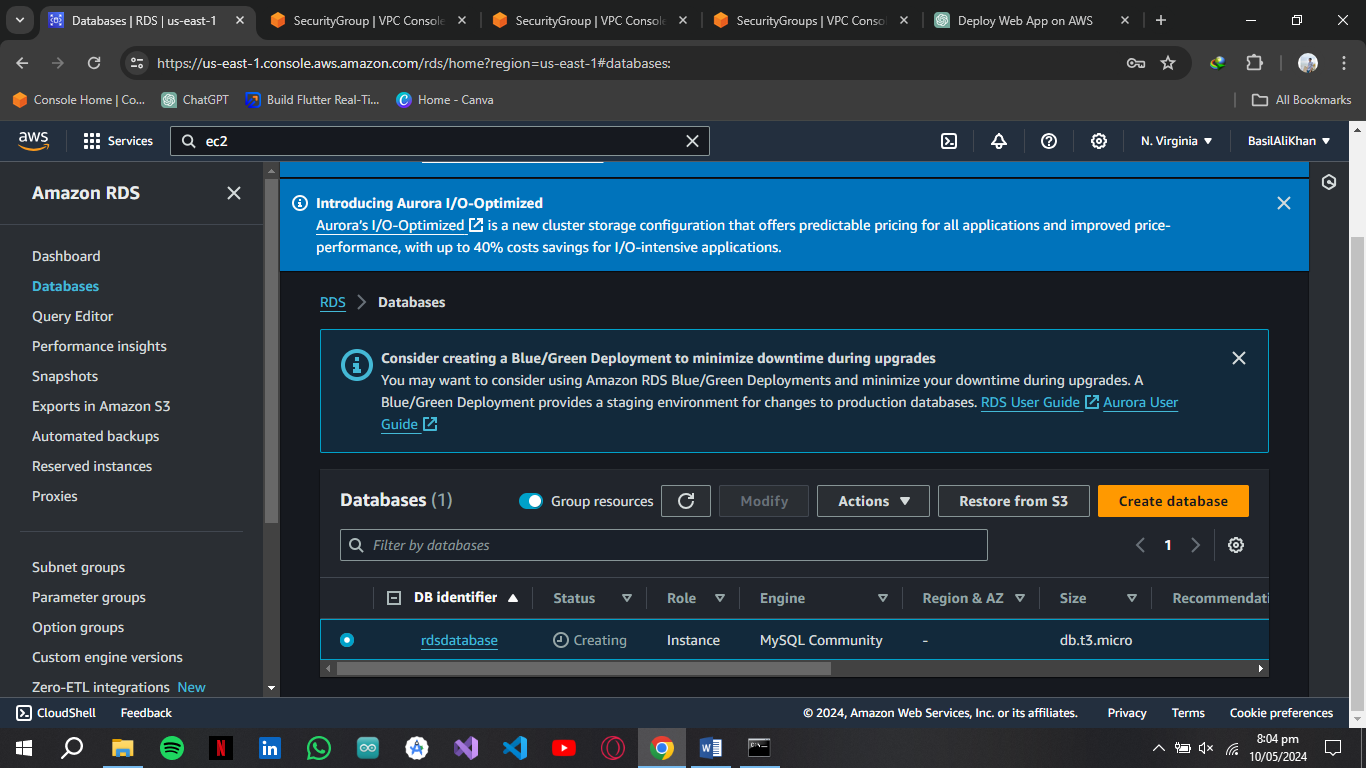 Databases | RDS | us-east-1
SecurityGroup | VPC Console
SecurityGroup | VPC Console
SecurityGroups | VPC Conso
Deploy Web App on AWS
https://us-east-1.console.aws.amazon.com/rds/home?region=us-east-1#databases:
Console Home | Co...
ChatGPT
Build Flutter Real-Ti...
Home - Canva
All Bookmarks
aws
Services
ec2
N. Virginia
BasilAliKhan
Amazon RDS
Dashboard
Databases
Query Editor
Performance insights
Snapshots
Exports in Amazon S3
Automated backups
Reserved instances
Proxies
Subnet groups
Parameter groups
Option groups
Custom engine versions
Zero-ETL integrations New
Introducing Aurora I/O-Optimized
Aurora's I/O-Optimized is a new cluster storage configuration that offers predictable pricing for all applications and improved price-
performance, with up to 40% costs savings for I/O-intensive applications.
RDS > Databases
Consider creating a Blue/Green Deployment to minimize downtime during upgrades
You may want to consider using Amazon RDS Blue/Green Deployments and minimize your downtime during upgrades. A
Blue/Green Deployment provides a staging environment for changes to production databases. RDS User Guide Aurora User
Guide
Databases (1)
Group resources
Modify
Actions
Restore from S3
Create database
Filter by databases
1
DB identifier Status Role Engine Region & AZ Size Recommendati
rdsdatabase Creating Instance MySQL Community - db.t3.micro
CloudShell
Feedback
© 2024, Amazon Web Services, Inc. or its affiliates.
Privacy
Terms
Cookie preferences
8:04 pm
10/05/2024